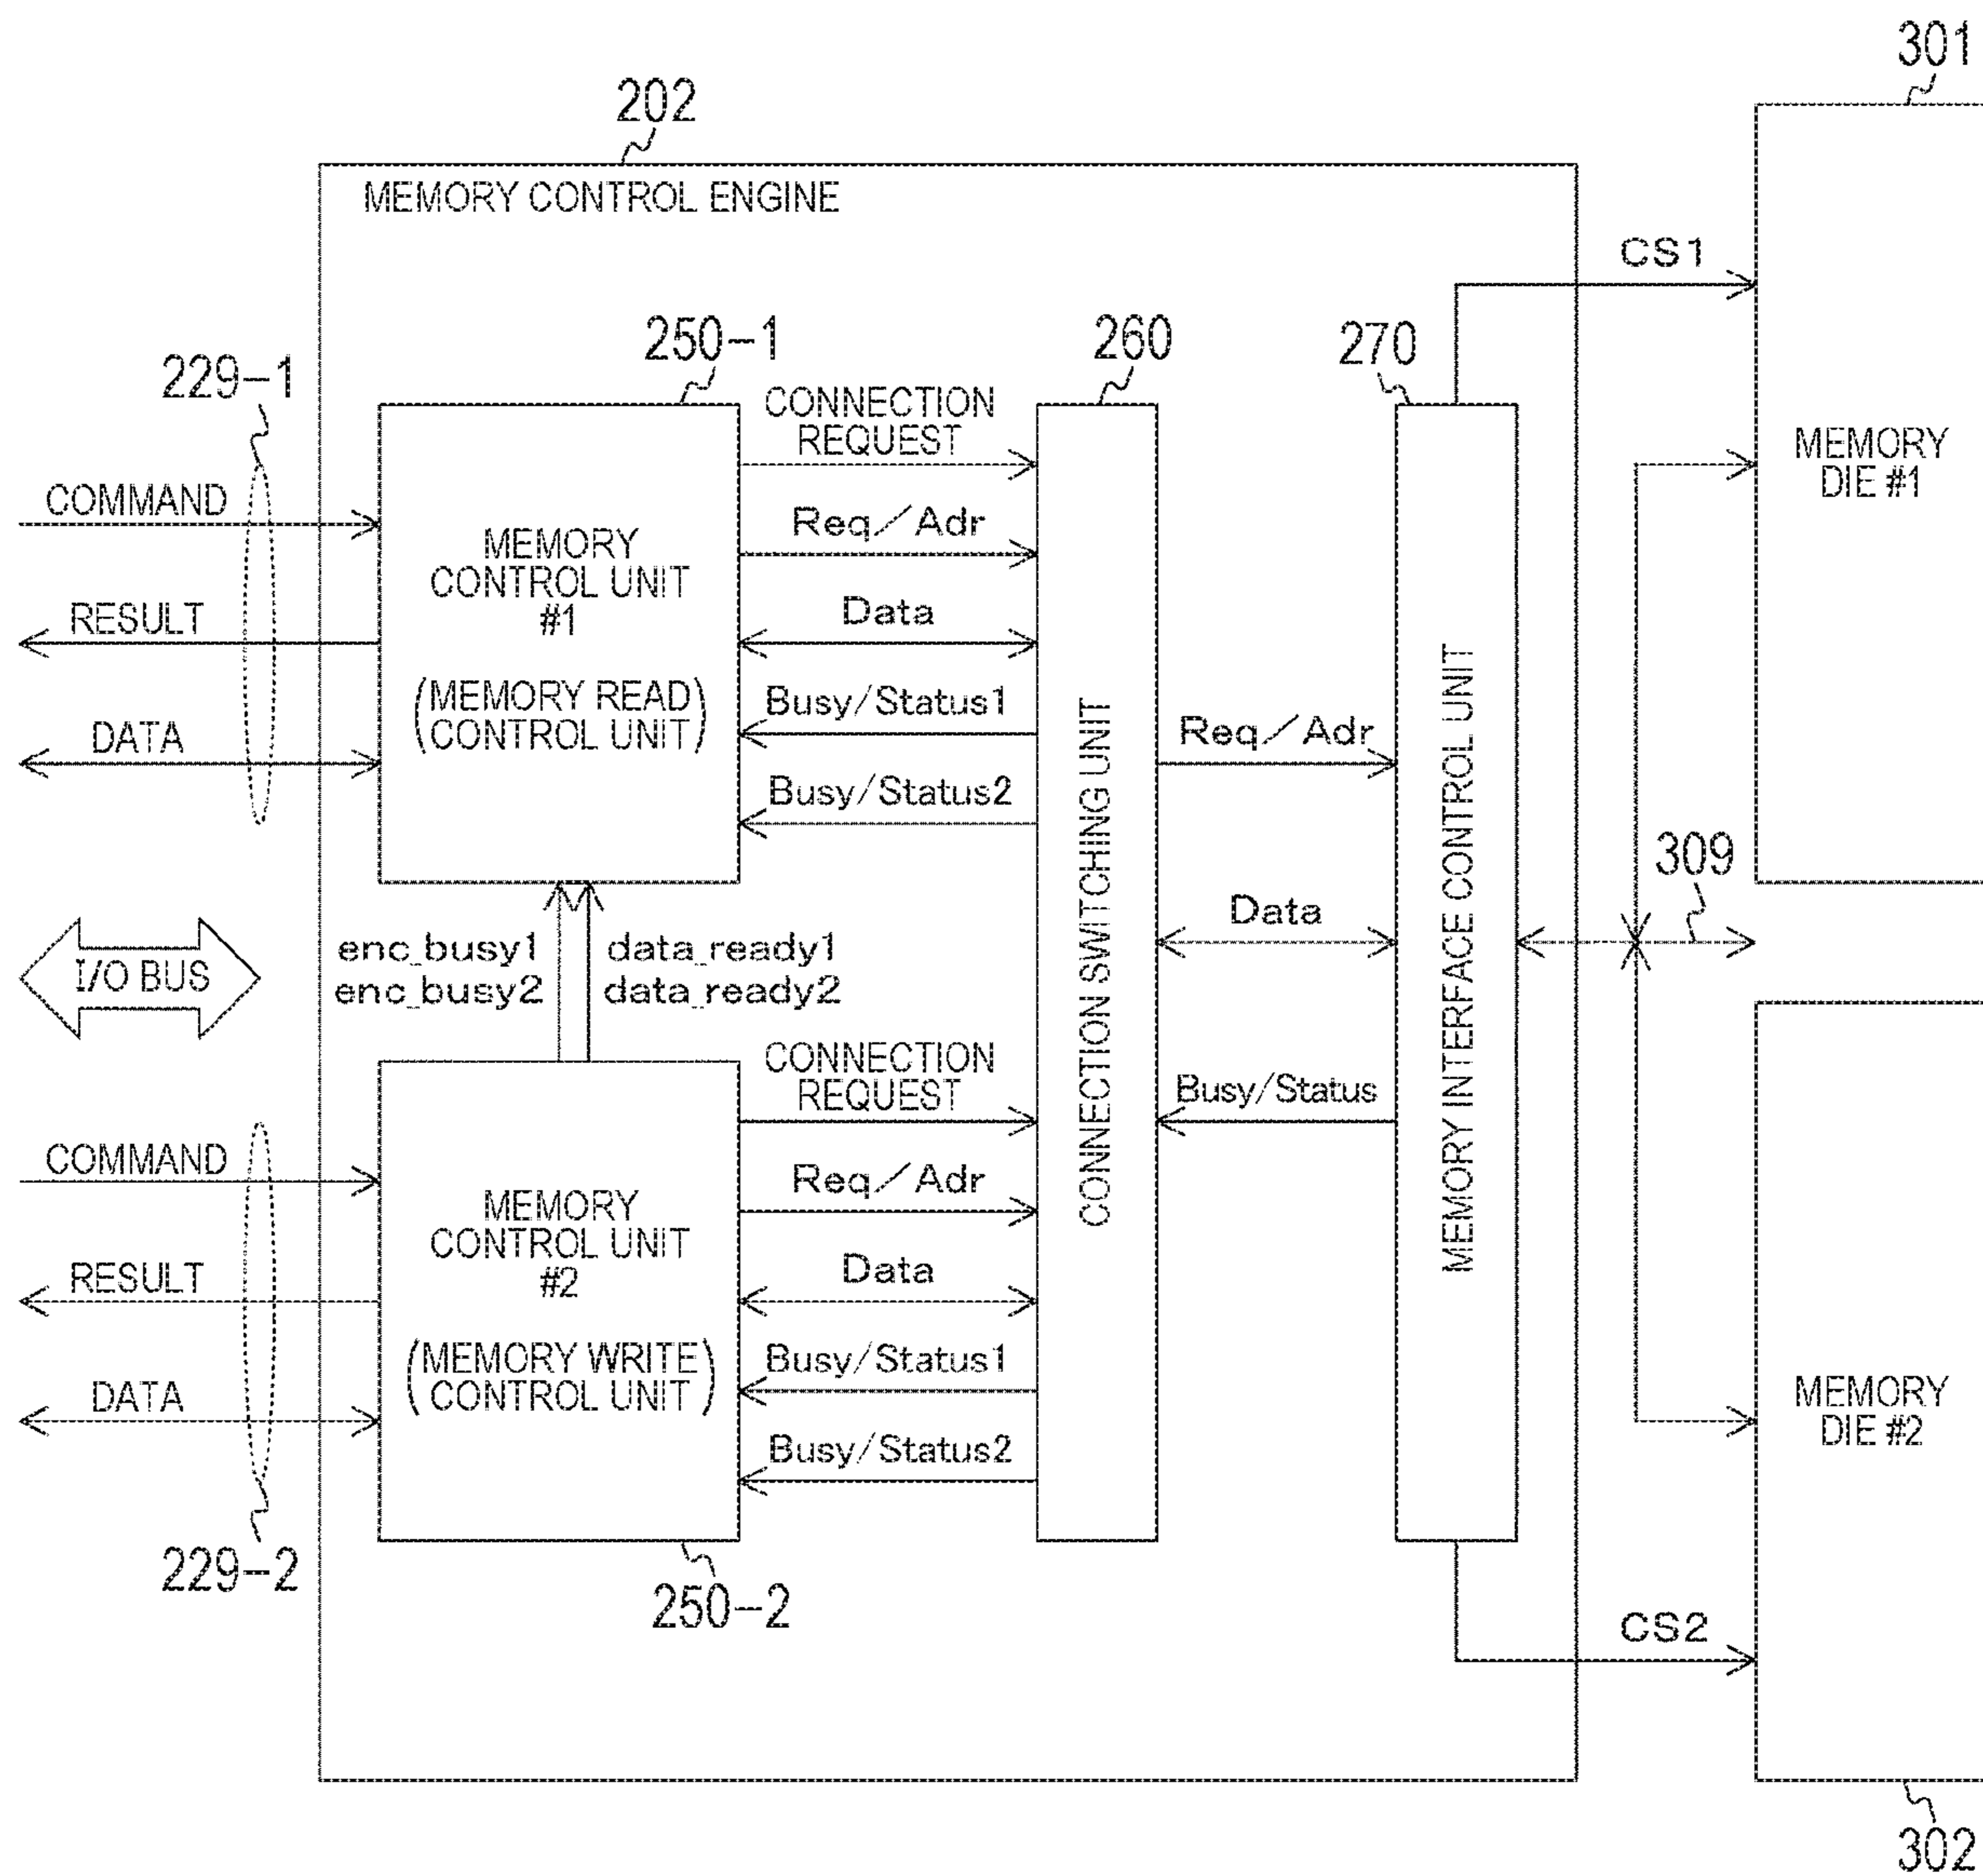 301
202
MEMORY CONTROL ENGINE
CS1
250-1
260
270
229-1
CONNECTION
REQUEST
MEMORY
DIE #1
COMMAND
Req/Adr
MEMORY
CONTROL UNIT
#1
Data
RESULT
(MEMORY READ
CONTROL UNIT)
Busy/Status1
DATA
Busy/Status2
CONNECTION SWITCHING UNIT
Req/Adr
MEMORY INTERFACE CONTROL UNIT
309
Data
enc_busy1
enc_busy2
data_ready1
data_ready2
I/O BUS
CONNECTION
REQUEST
Busy/Status
COMMAND
Req/Adr
MEMORY
CONTROL UNIT
#2
Data
RESULT
(MEMORY WRITE
CONTROL UNIT)
Busy/Status1
DATA
MEMORY
DIE #2
Busy/Status2
229-2
250-2
CS2
302